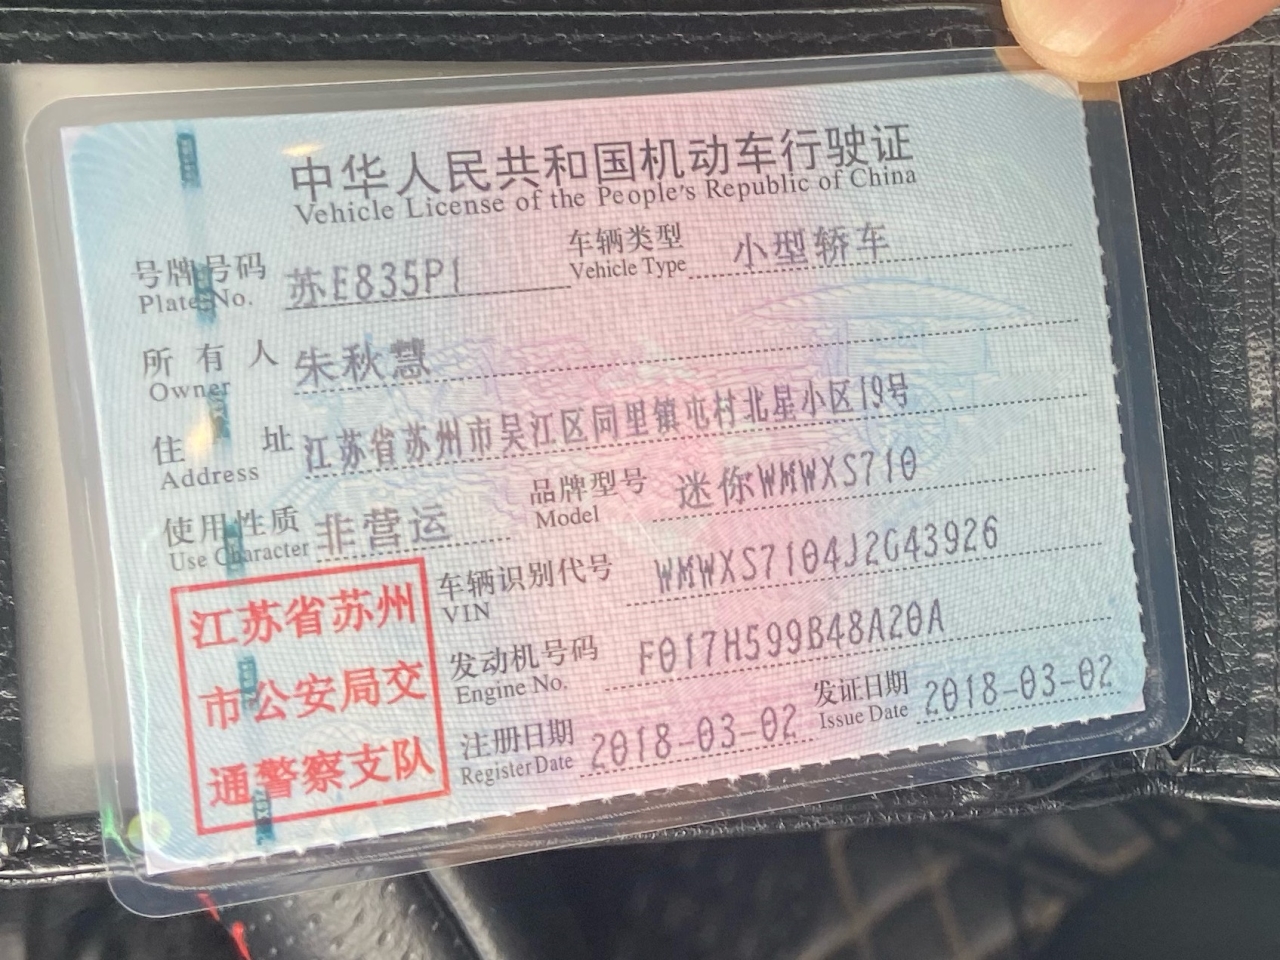 中华人民共和国机动车行驶证
Vehicle License of the People's Republic of China
号牌号码 苏E835P1 车辆类型 小型轿车
Plate No. Vehicle Type
所有人 朱秋慧
Owner
住址 江苏省苏州市吴江区同里镇屯村北星小区19号
Address
使用性质 非营运 品牌型号 迷你WMWXS710
Use Character Model
车辆识别代号 WMWXS7104J2G43926
VIN
发动机号码 F017H599B48A20A
Engine No.
注册日期 2018-03-02 发证日期 2018-03-02
Register Date Issue Date
江苏省苏州
市公安局交
通警察支队